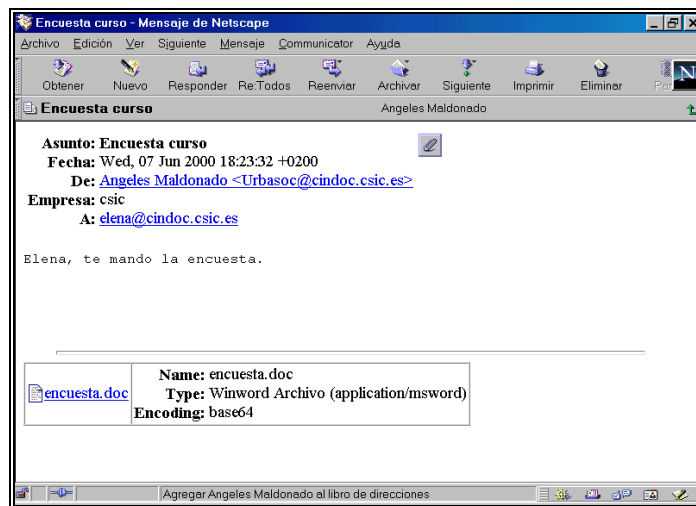 Encuesta curso - Mensaje de Netscape
Archivo Edición Ver Siguiente Mensaje Communicator Ayuda
Obtener Nuevo Responder Re:Todos Reenviar Archivar Siguiente Imprimir Eliminar
Encuesta curso Angeles Maldonado
Asunto: Encuesta curso
Fecha: Wed, 07 Jun 2000 18:23:32 +0200
De: Angeles Maldonado <Urbasoc@cindoc.csic.es>
Empresa: csic
A: elena@cindoc.csic.es
Elena, te mando la encuesta.
Name: encuesta.doc
encuesta.doc Type: Winword Archivo (application/msword)
Encoding: base64
Agregar Angeles Maldonado al libro de direcciones